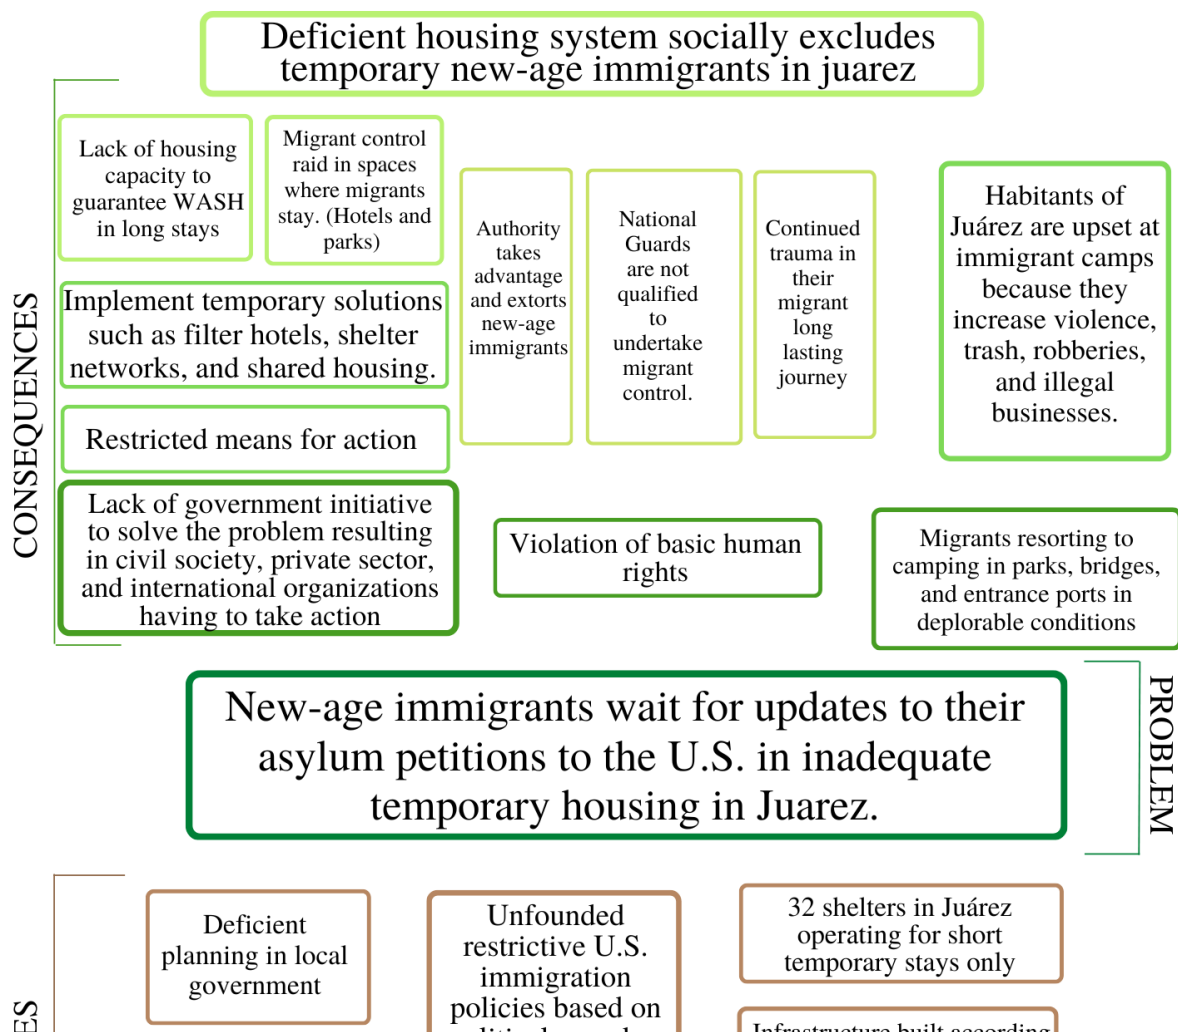 Deficient housing system socially excludes
temporary new-age immigrants in juarez
CONSEQUENCES
Lack of housing
capacity to
guarantee WASH
in long stays
Migrant control
raid in spaces
where migrants
stay. (Hotels and
parks)
Authority
takes
advantage
and extorts
new-age
immigrants
National
Guards
are not
qualified
to
undertake
migrant
control.
Continued
trauma in
their
migrant
long
lasting
journey
Habitants of
Juárez are upset at
immigrant camps
because they
increase violence,
trash, robberies,
and illegal
businesses.
Implement temporary solutions
such as filter hotels, shelter
networks, and shared housing.
Restricted means for action
Lack of government initiative
to solve the problem resulting
in civil society, private sector,
and international organizations
having to take action
Violation of basic human
rights
Migrants resorting to
camping in parks, bridges,
and entrance ports in
deplorable conditions
New-age immigrants wait for updates to their
asylum petitions to the U.S. in inadequate
temporary housing in Juarez.
PROBLEM
Deficient
planning in local
government
Unfounded
restrictive U.S.
immigration
policies based on
32 shelters in Juárez
operating for short
temporary stays only
Infrastructure built according